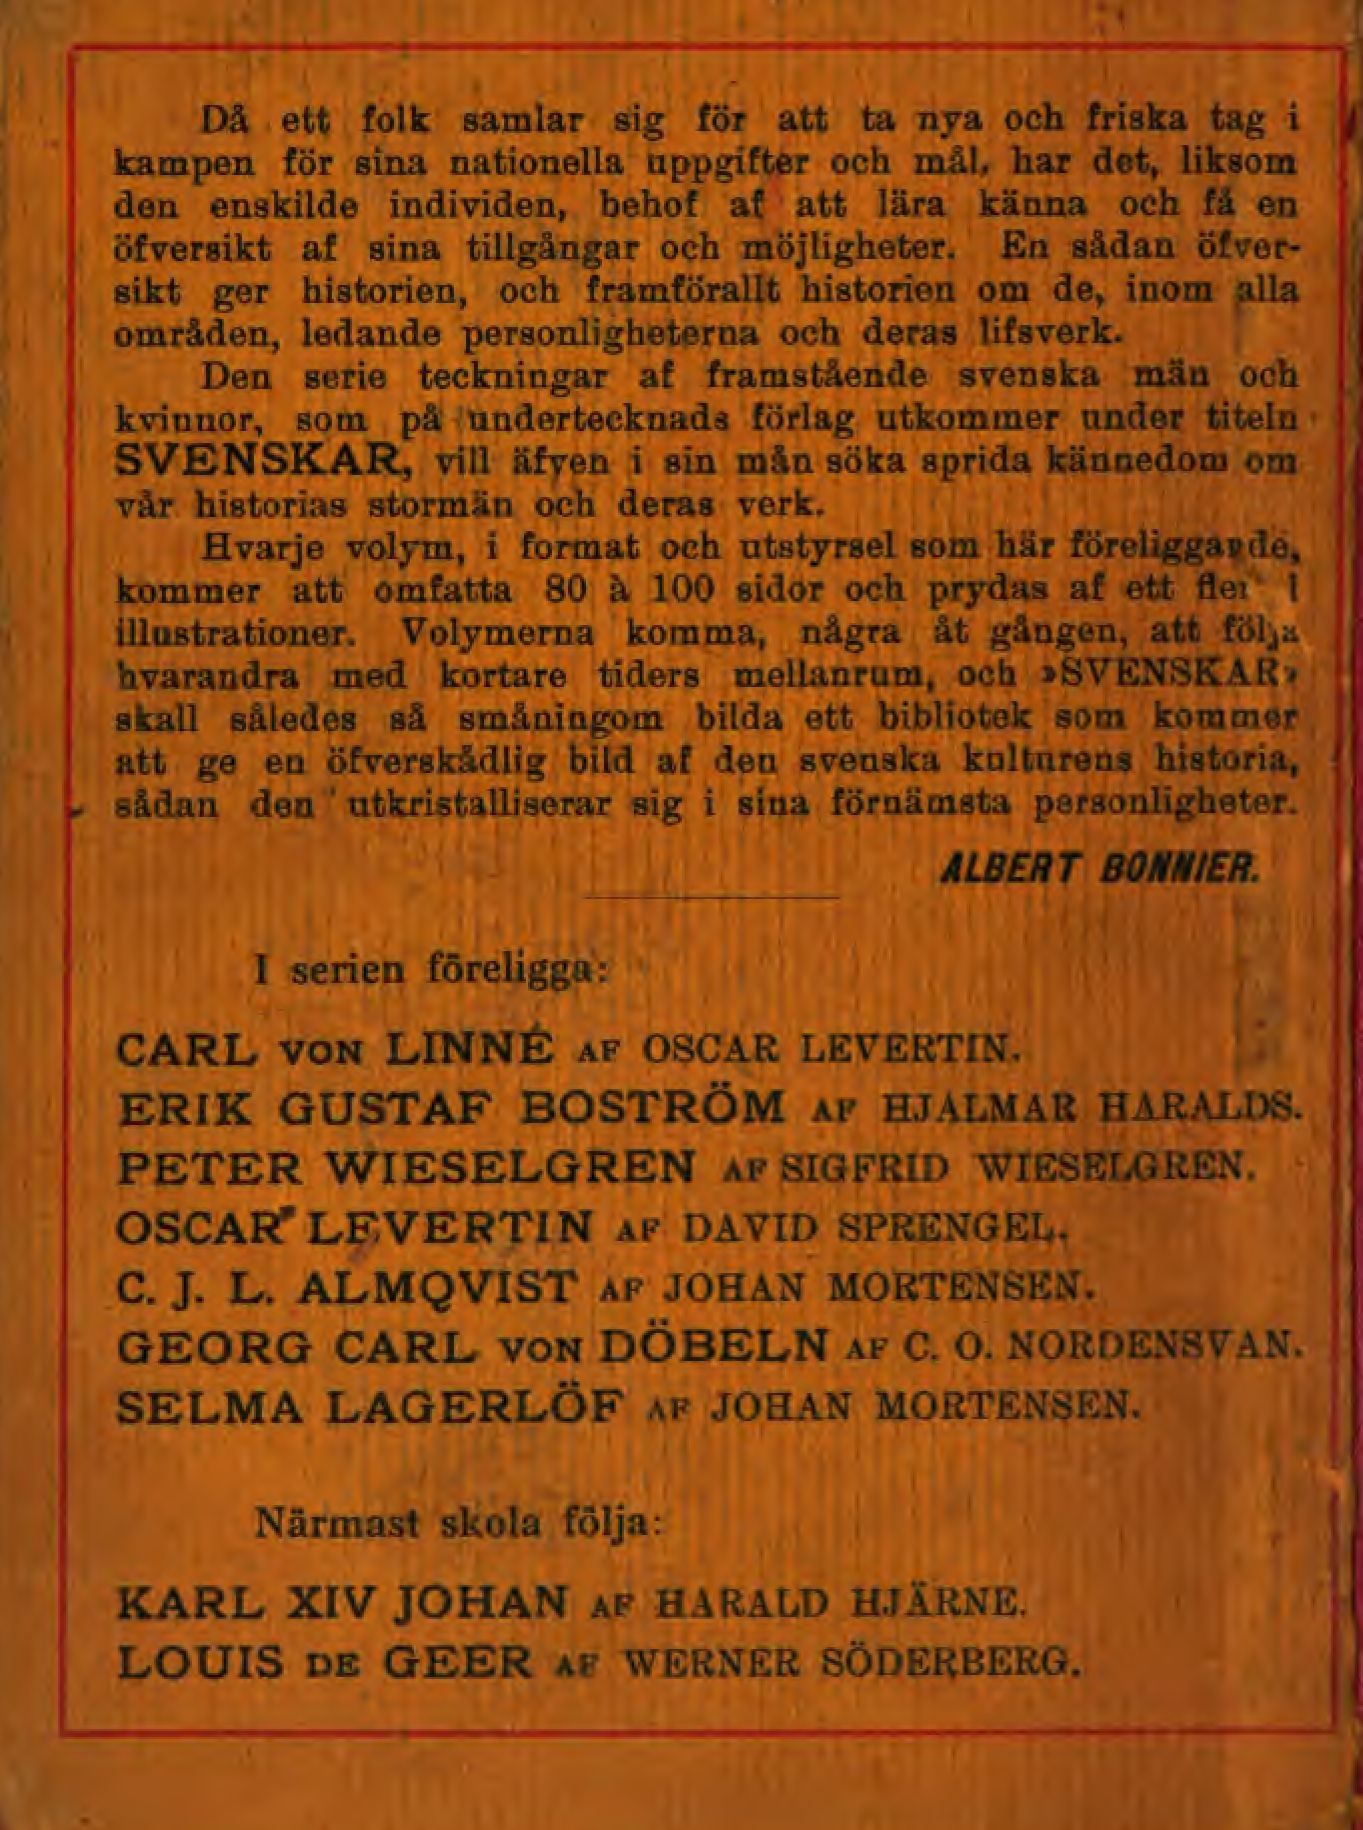 Då ett folk samlar sig för att ta nya och friska tag i
kampen för sina nationella uppgifter och mål, har det, liksom
den enskilde individen, behof af att lära känna och få en
öfversikt af sina tillgångar och möjligheter. En sådan öfver-
sikt ger historien, och framförallt historien om de, inom alla
områden, ledande personligheterna och deras lifsverk.
Den serie teckningar af framstående svenska män och
kvinnor, som på undertecknads förlag utkommer under titeln
SVENSKAR, vill äfven i sin mån söka sprida kännedom om
vår historias stormän och deras verk.
Hvarje volym, i format och utstyrsel som här föreliggande,
kommer att omfatta 80 à 100 sidor och prydas af ett
illustrationer. Volymerna komma, några åt gången, att följa
hvarandra med kortare tiders mellanrum, och »SVENSKAR»
skall således så småningom bilda ett bibliotek som kommer
att ge en öfverskådlig bild af den svenska kulturens historia,
sådan den utkristalliserar sig i sina förnämsta personligheter.
ALBERT BONNIER.
I serien föreligga:
CARL VON LINNÉ AF OSCAR LEVERTIN.
ERIK GUSTAF BOSTRÖM AF HJALMAR HARALDS.
PETER WIESELGREN AF SIGFRID WIESELGREN.
OSCAR LEVERTIN AF DAVID SPRENGEL.
C. J. L. ALMQVIST AF JOHAN MORTENSEN.
GEORG CARL VON DÖBELN AF C. O. NORDENSVAN.
SELMA LAGERLÖF AF JOHAN MORTENSEN.
Närmast skola följa:
KARL XIV JOHAN AF HARALD HJÄRNE.
LOUIS DE GEER AF WERNER SÖDERBERG.